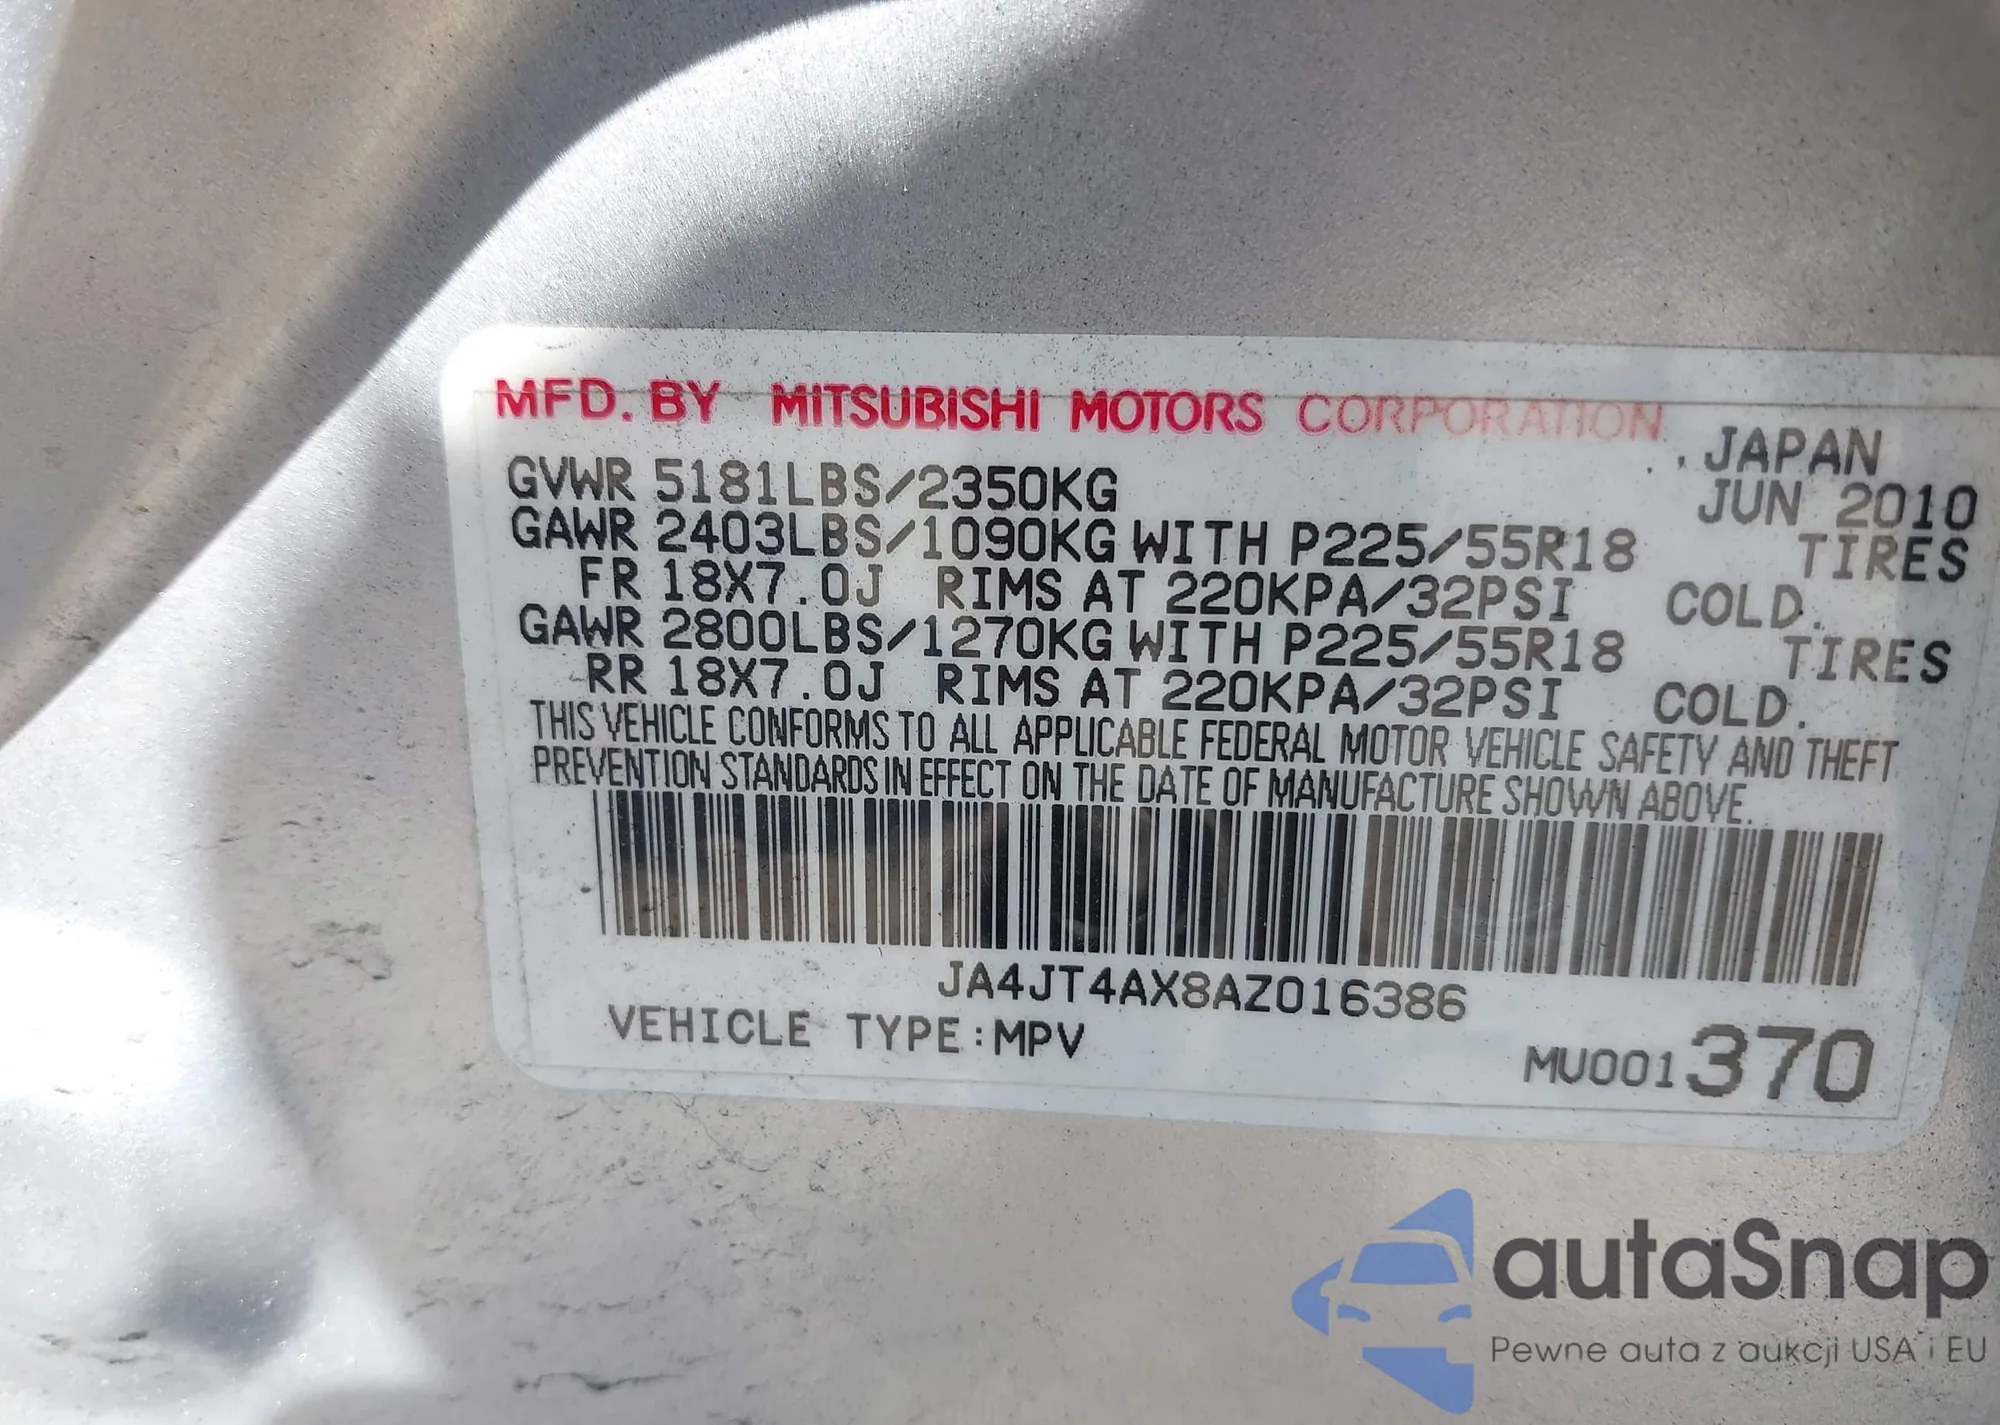 MFD. BY MITSUBISHI MOTORS CORPORATION
JAPAN
GVWR 5181LBS/2350KG JUN 2010
GAWR 2403LBS/1090KG WITH P225/55R18 TIRES
FR 18X7.0J RIMS AT 220KPA/32PSI COLD.
GAWR 2800LBS/1270KG WITH P225/55R18 TIRES
RR 18X7.0J RIMS AT 220KPA/32PSI COLD.
THIS VEHICLE CONFORMS TO ALL APPLICABLE FEDERAL MOTOR VEHICLE SAFETY AND THEFT
PREVENTION STANDARDS IN EFFECT ON THE DATE OF MANUFACTURE SHOWN ABOVE.
JA4JT4AX8AZ016386
VEHICLE TYPE:MPV
MU001370
autaSnap
Pewne auta z aukcji USA i EU